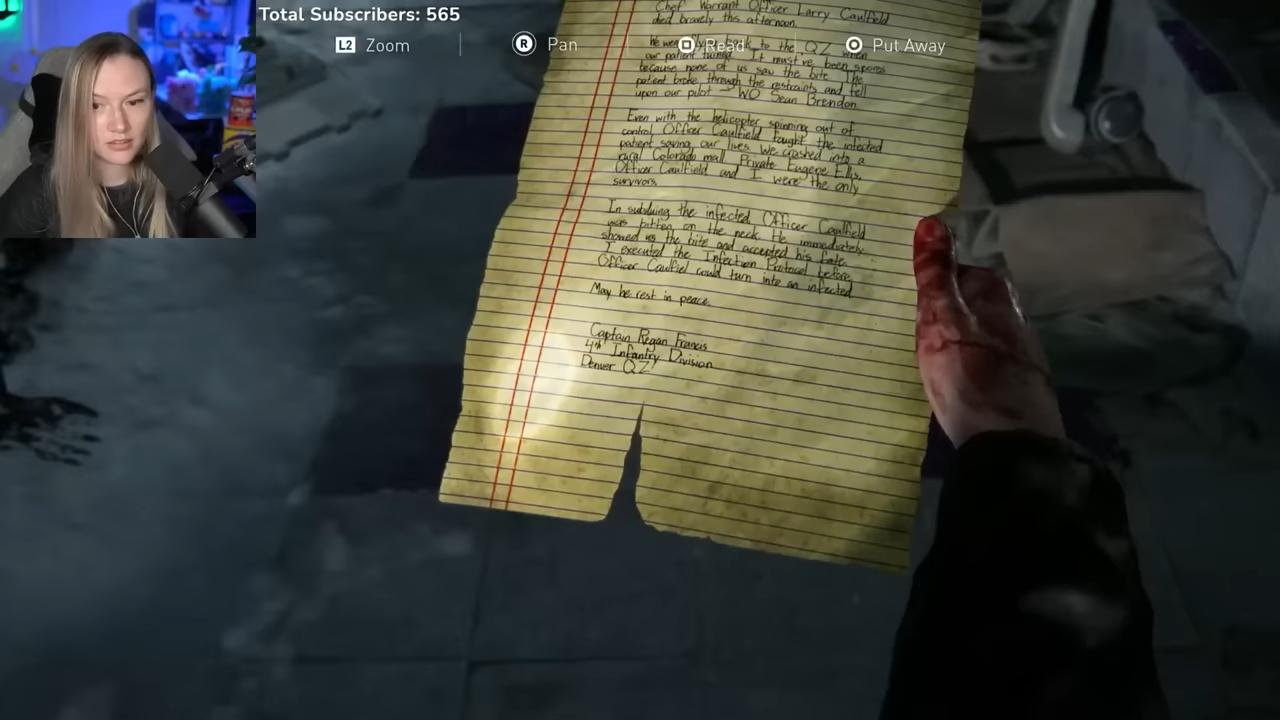 Total Subscribers: 565
L2 Zoom
R Pan
Read
Put Away
Chef Warrant Officer Larry Caulfield
died bravely this afternoon.
We were back to the QZ when
our patient turned. It must've been spores
because none of us saw the bite. The
patient broke through the restraints and fell
upon our pilot WO Sean Brendon.
Even with the helicopter spinning out of
control, Officer Caulfield fought the infected
patient saving our lives. We crashed into a
rural Colorado mall. Private Eugene Ellis,
Officer Caulfield and I were the only
survivors.
In subduing the infected, Officer Caulfield
was bitten on the neck. He immediately
showed us the bite and accepted his fate.
I executed the Infection Protocol before
Officer Caulfiel could turn into an infected
May he rest in peace.
Captain Regan Francis
4th Infantry Division
Denver QZ